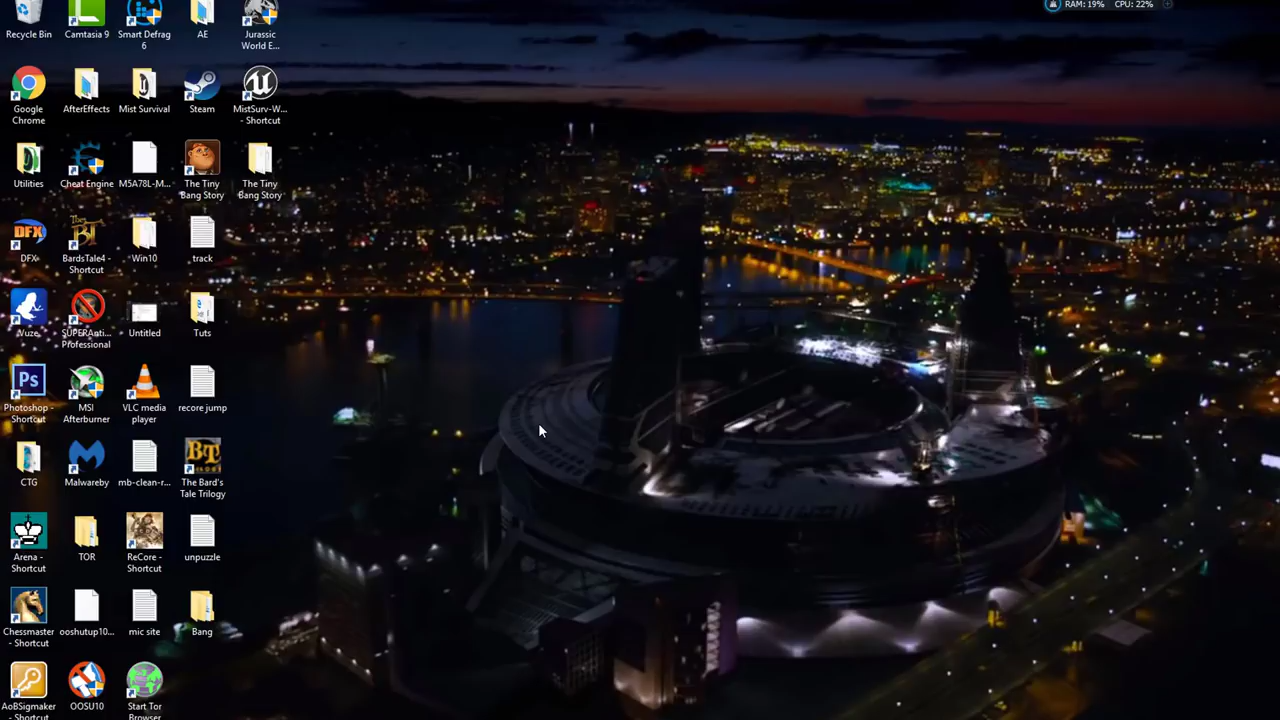 RAM: 19% CPU: 22%
Recycle Bin
Camtasia 9
Smart Defrag
6
AE
Jurassic
World E...
Google
Chrome
AfterEffects
Mist Survival
Steam
MistSurv-W...
- Shortcut
Utilities
Cheat Engine
M5A78L-M...
The Tiny
Bang Story
The Tiny
Bang Story
DFX
DFX
BardsTale4 -
Shortcut
Win10
track
Vuze
SUPERAnti...
Professional
Untitled
Tuts
Ps
Photoshop -
Shortcut
MSI
Afterburner
VLC media
player
recore jump
CTG
Malwareby
mb-clean-r...
The Bard's
Tale Trilogy
Arena -
Shortcut
TOR
ReCore -
Shortcut
unpuzzle
Chessmaster
- Shortcut
ooshutup10...
mic site
Bang
AoBSigmaker
- Shortcut
OOSU10
Start Tor
Browser